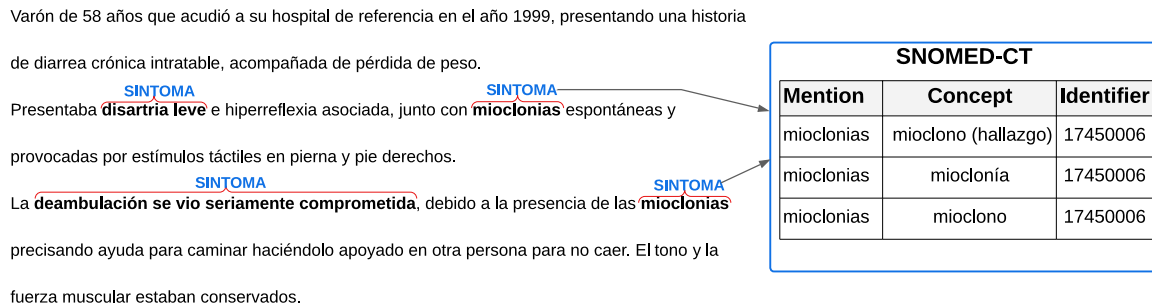 Varón de 58 años que acudió a su hospital de referencia en el año 1999, presentando una historia
de diarrea crónica intratable, acompañada de pérdida de peso.
SINTOMA SINTOMA
Presentaba disartria leve e hiperreflexia asociada, junto con mioclonias espontáneas y
provocadas por estímulos táctiles en pierna y pie derechos.
SINTOMA SINTOMA
La deambulación se vio seriamente comprometida, debido a la presencia de las mioclonias
precisando ayuda para caminar haciéndolo apoyado en otra persona para no caer. El tono y la
fuerza muscular estaban conservados.
SNOMED-CT
Mention Concept Identifier
mioclonias mioclono (hallazgo) 17450006
mioclonias mioclonía 17450006
mioclonias mioclono 17450006